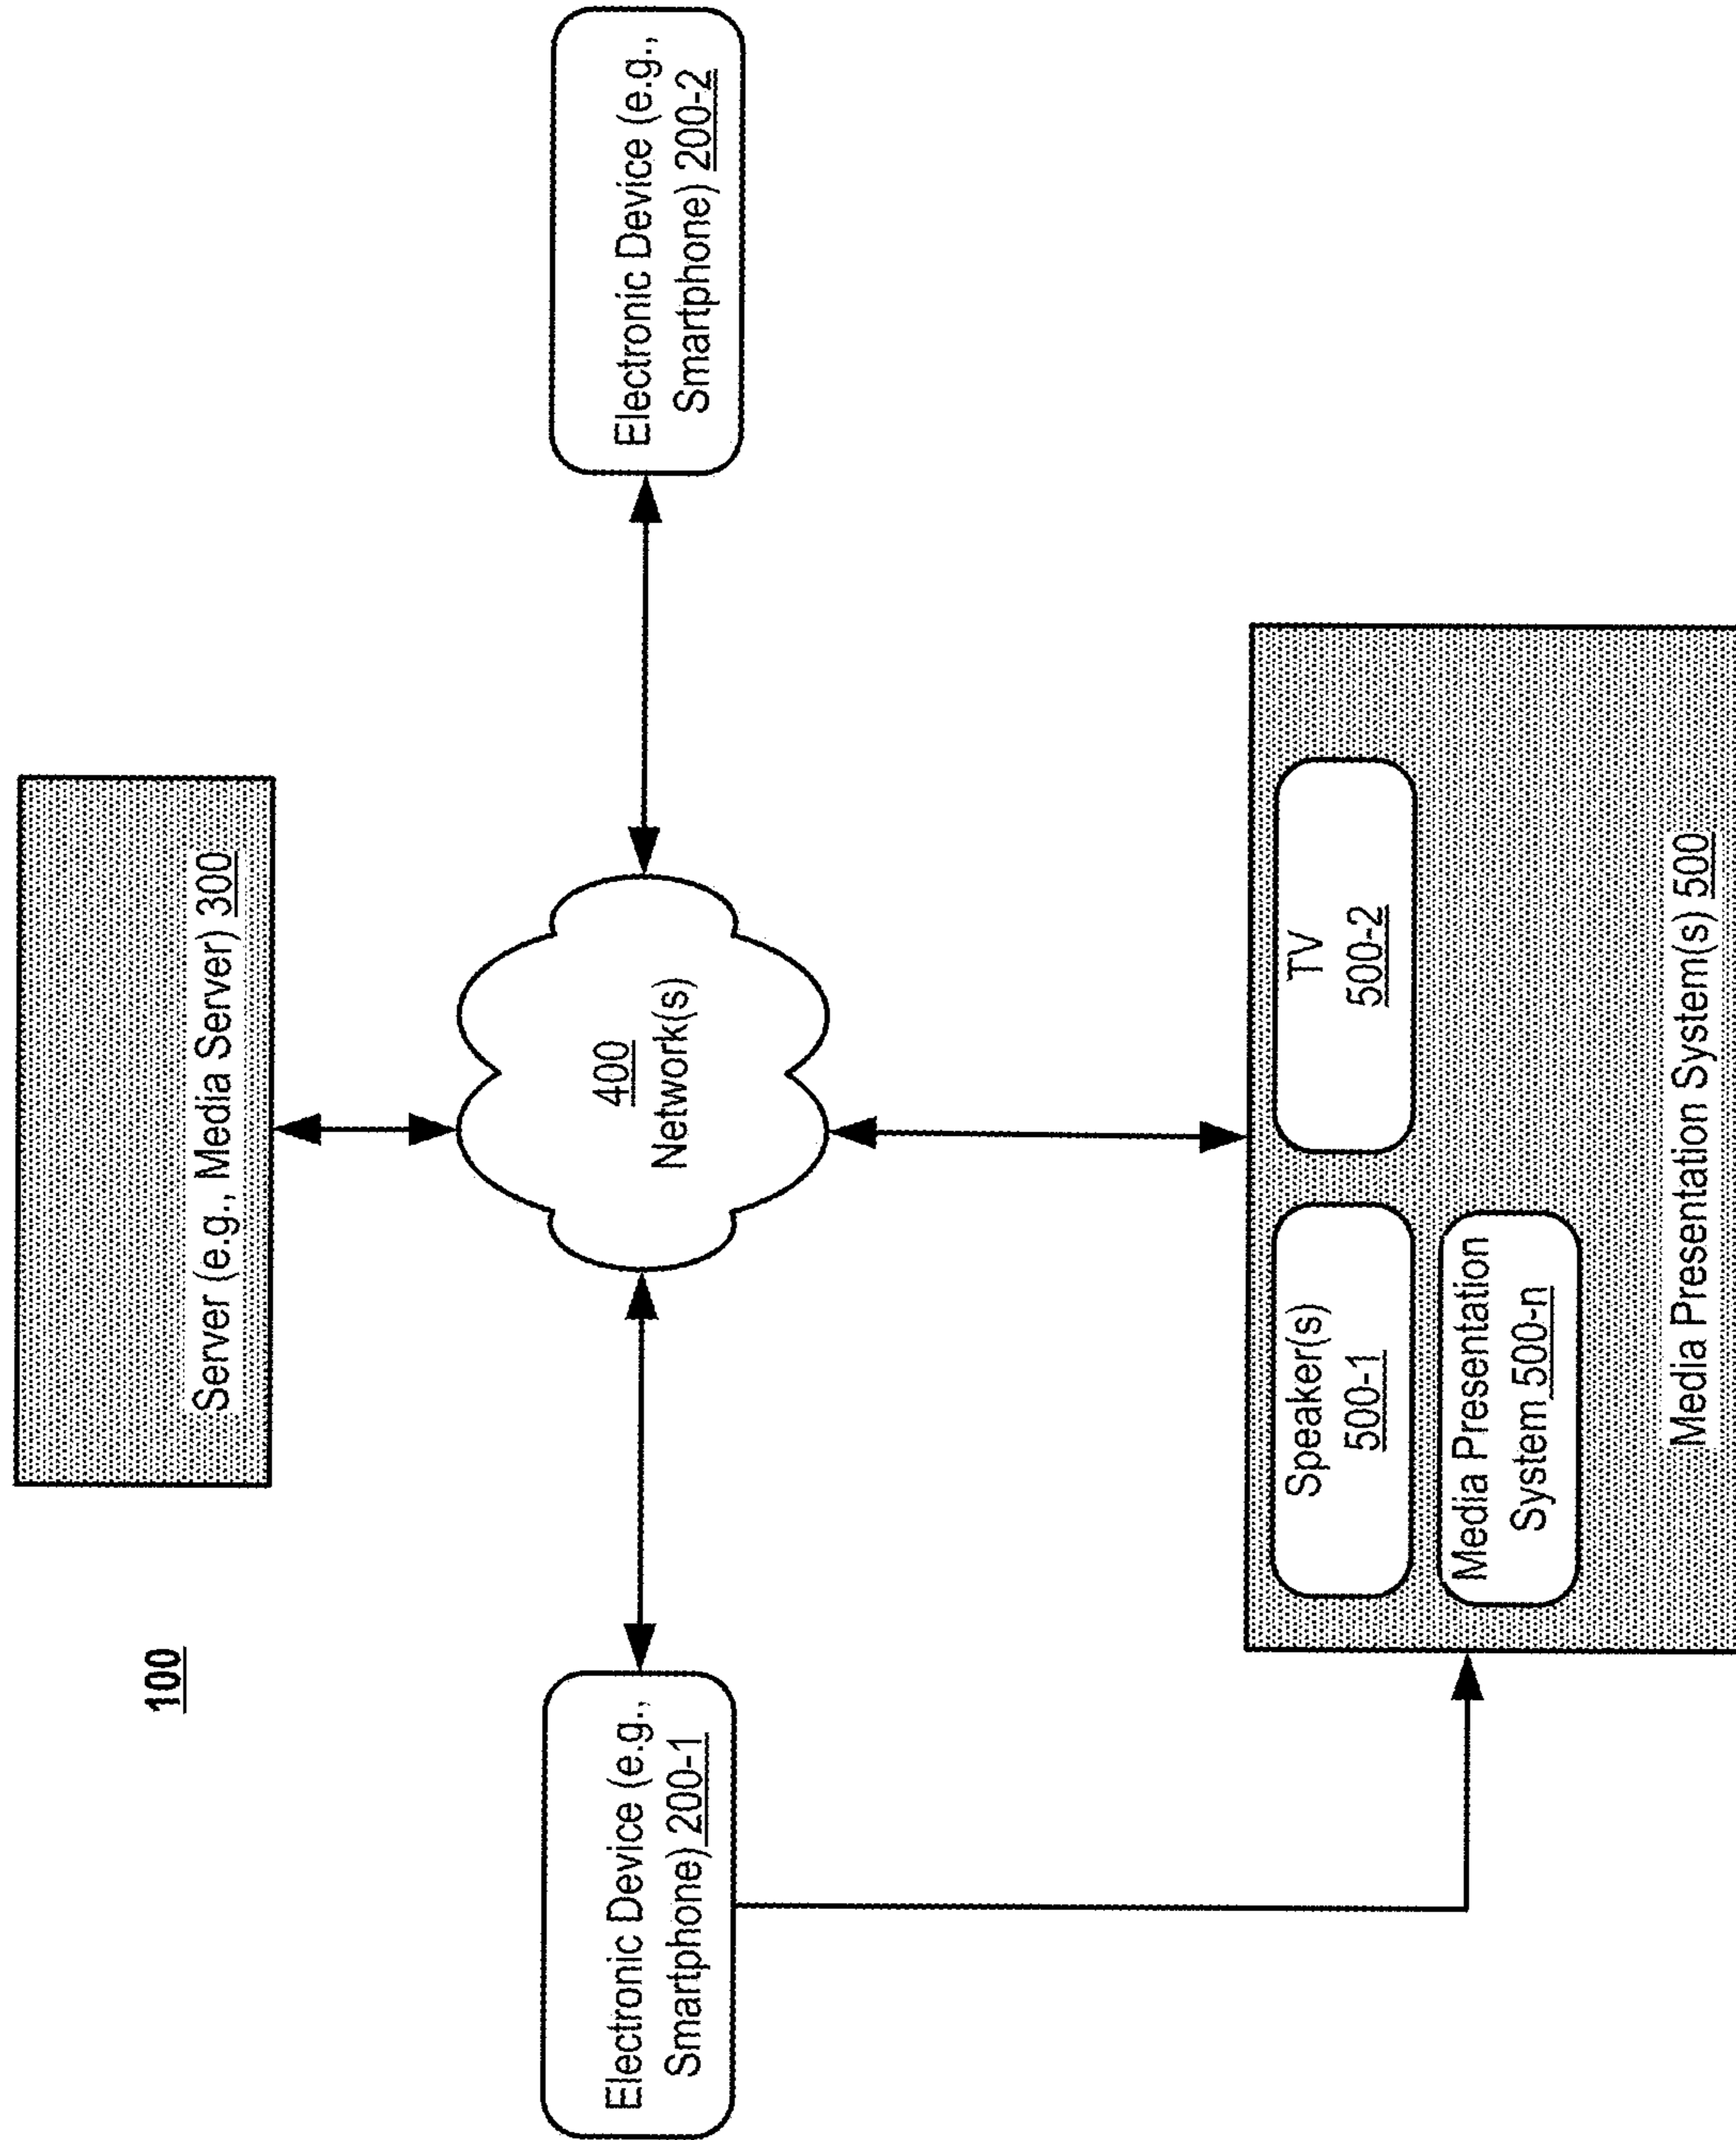 100
Server (e.g., Media Server) 300
Electronic Device (e.g.,
Smartphone) 200-1
400
Network(s)
Electronic Device (e.g.,
Smartphone) 200-2
Speaker(s)
500-1
TV
500-2
Media Presentation
System 500-n
Media Presentation System(s) 500